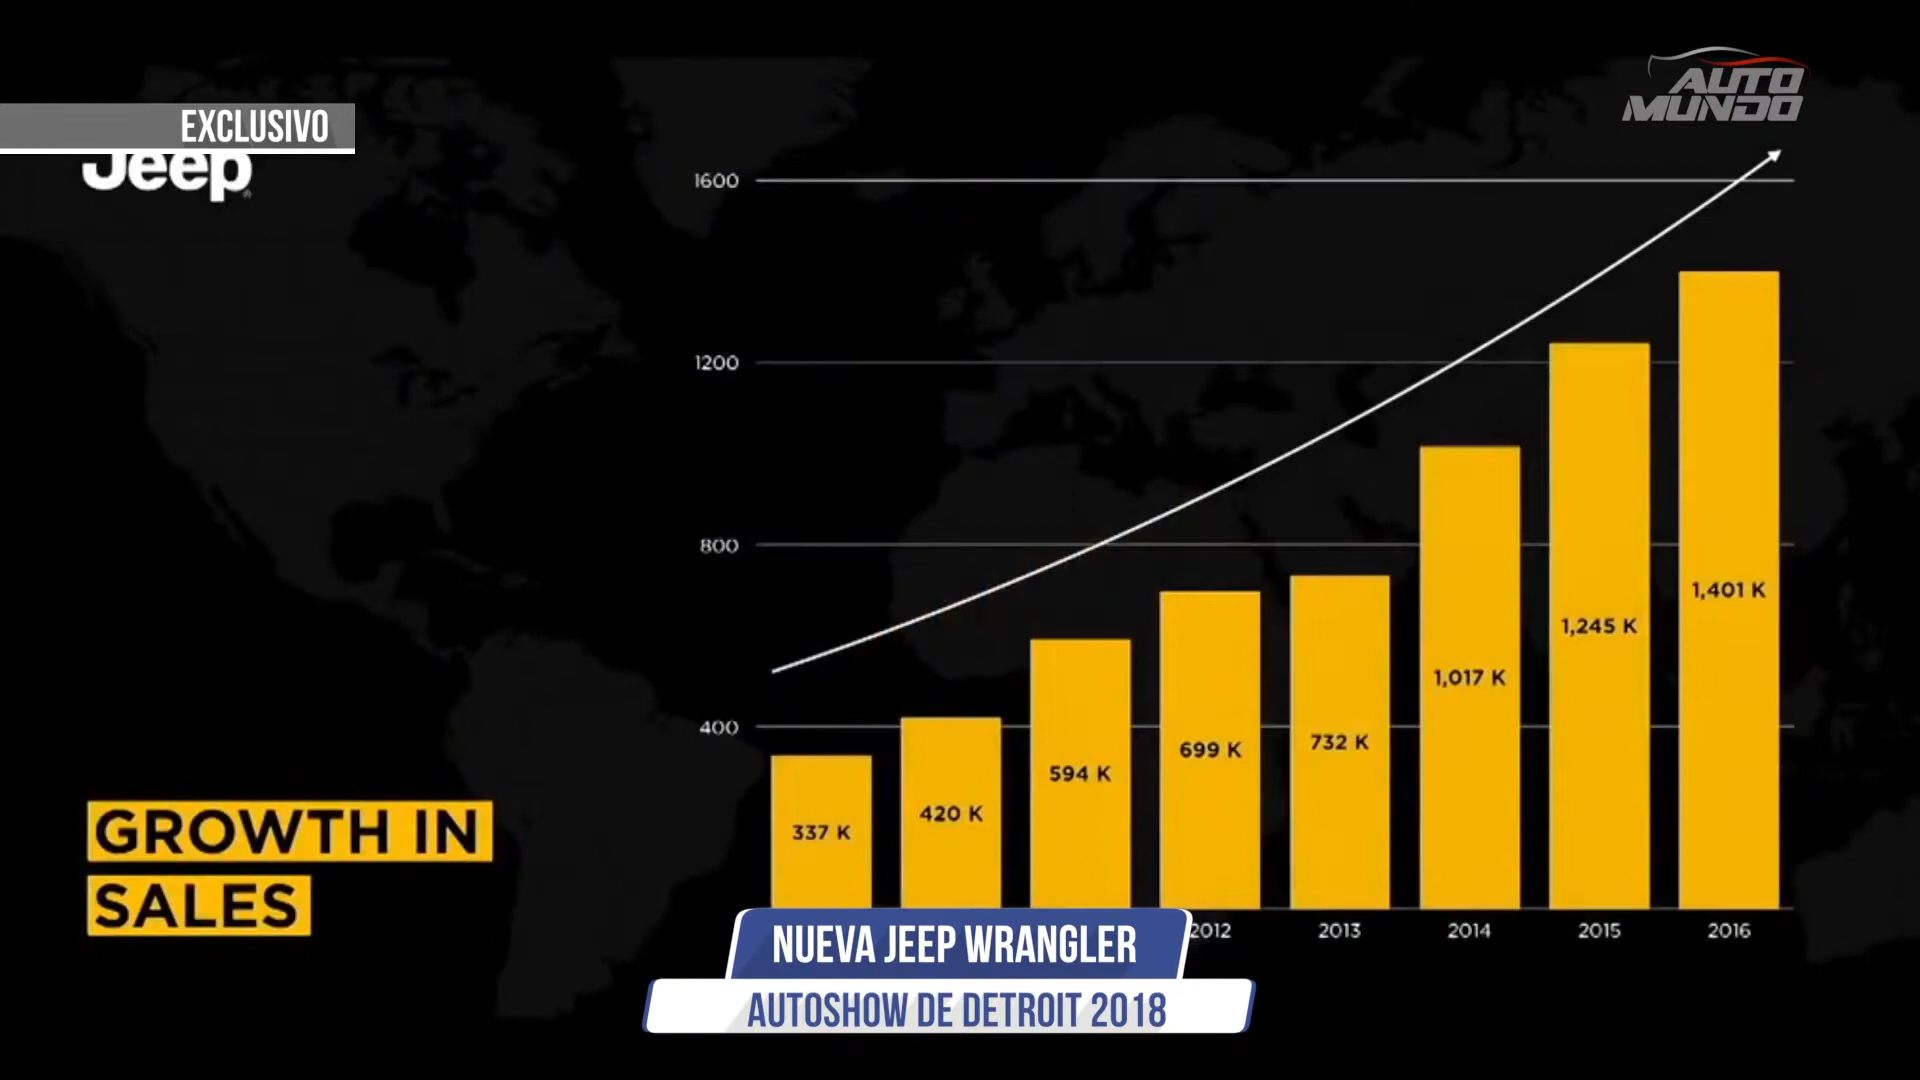 AUTO
MUNDO
EXCLUSIVO
Jeep
1600
1200
800
400
337 K
420 K
594 K
699 K
732 K
1,017 K
1,245 K
1,401 K
2012
2013
2014
2015
2016
GROWTH IN
SALES
NUEVA JEEP WRANGLER
AUTOSHOW DE DETROIT 2018